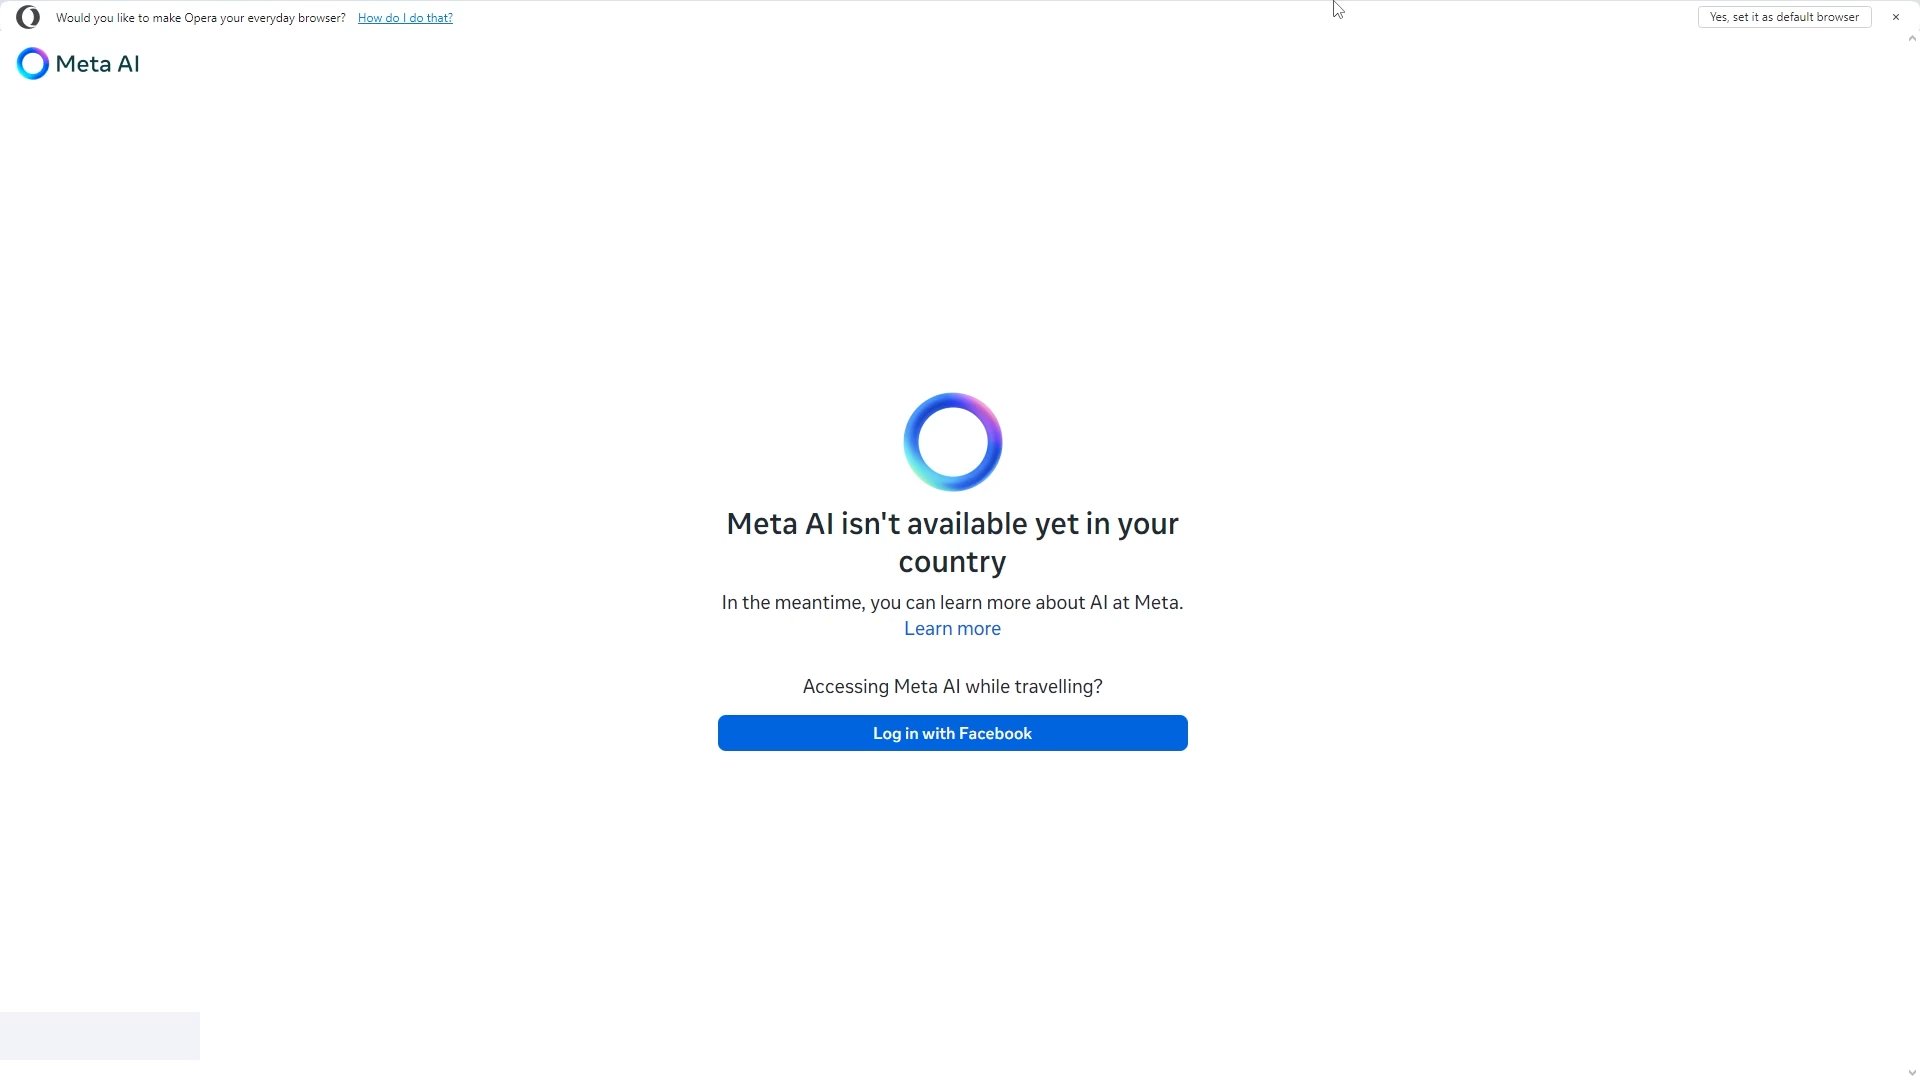 Would you like to make Opera your everyday browser? How do I do that? Yes, set it as default browser ×
Meta AI
Meta AI isn't available yet in your
country
In the meantime, you can learn more about AI at Meta.
Learn more
Accessing Meta AI while travelling?
Log in with Facebook